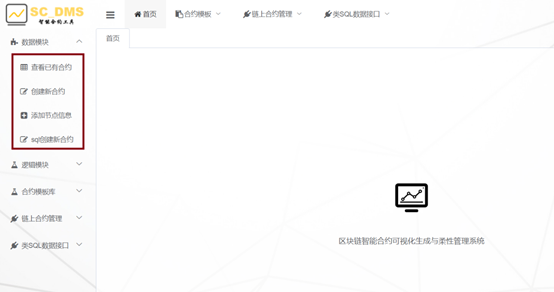 SC_DMS
智能合约工具
首页
合约模板
链上合约管理
类SQL数据接口
首页
数据模块
查看已有合约
创建新合约
添加节点信息
sql创建新合约
逻辑模块
合约模板库
链上合约管理
类SQL数据接口
区块链智能合约可视化生成与柔性管理系统